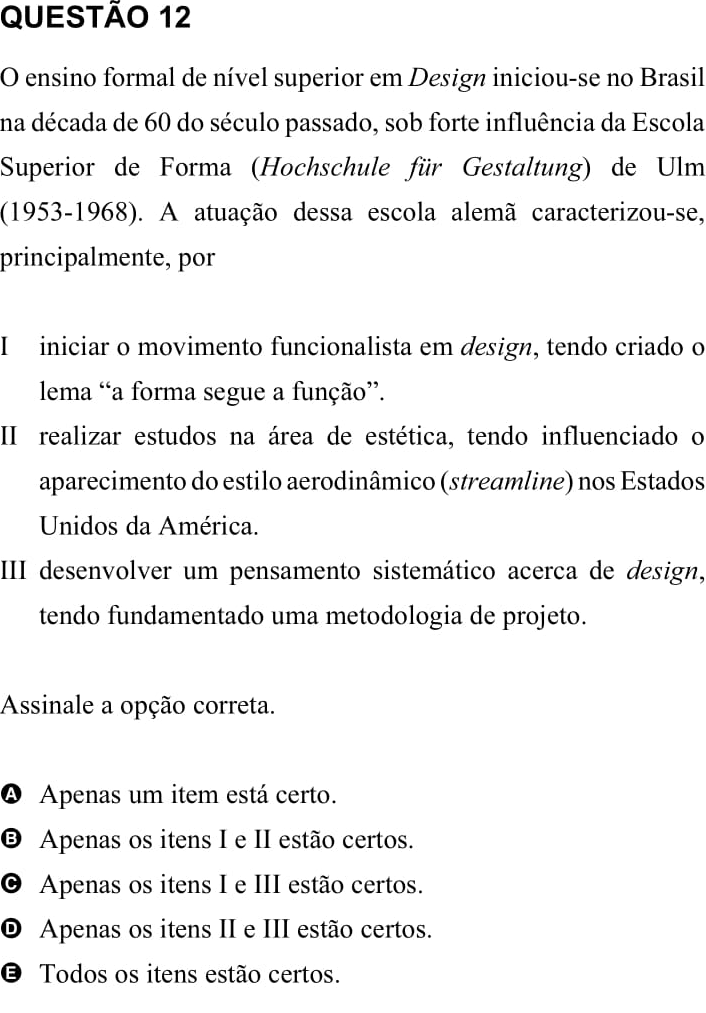 QUESTÃO 12
O ensino formal de nível superior em Design iniciou-se no Brasil
na década de 60 do século passado, sob forte influência da Escola
Superior de Forma (Hochschule für Gestaltung) de Ulm
(1953-1968). A atuação dessa escola alemã caracterizou-se,
principalmente, por
I iniciar o movimento funcionalista em design, tendo criado o
lema “a forma segue a função”.
II realizar estudos na área de estética, tendo influenciado o
aparecimento do estilo aerodinâmico (streamline) nos Estados
Unidos da América.
III desenvolver um pensamento sistemático acerca de design,
tendo fundamentado uma metodologia de projeto.
Assinale a opção correta.
A Apenas um item está certo.
B Apenas os itens I e II estão certos.
C Apenas os itens I e III estão certos.
D Apenas os itens II e III estão certos.
E Todos os itens estão certos.